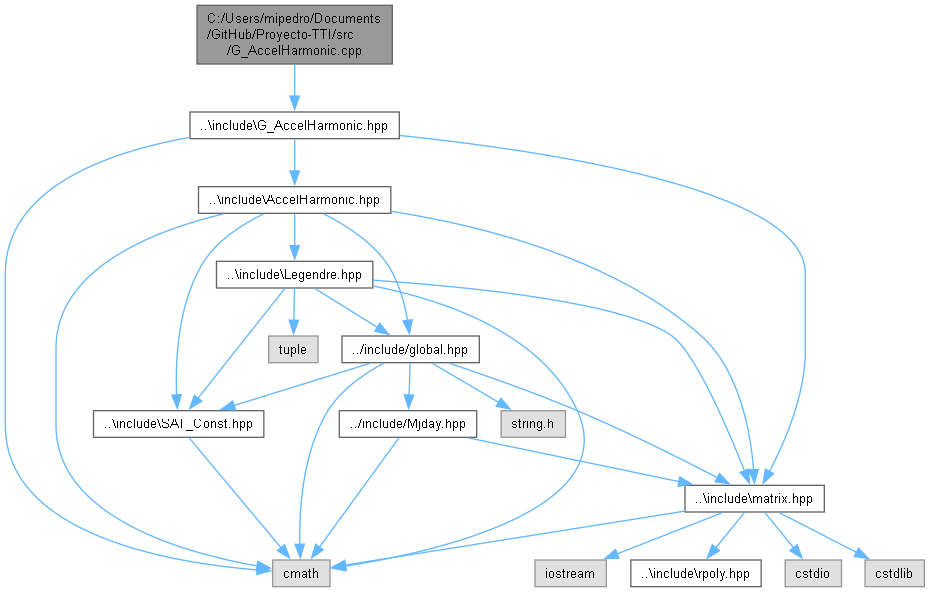 C:/Users/mipedro/Documents
/GitHub/Proyecto-TTI/src
/G_AccelHarmonic.cpp
..\include\G_AccelHarmonic.hpp
..\include\AccelHarmonic.hpp
..\include\Legendre.hpp
tuple
../include/global.hpp
..\include\SAT_Const.hpp
../include/Mjday.hpp
string.h
..\include\matrix.hpp
cmath
iostream
..\include\rpoly.hpp
cstdio
cstdlib